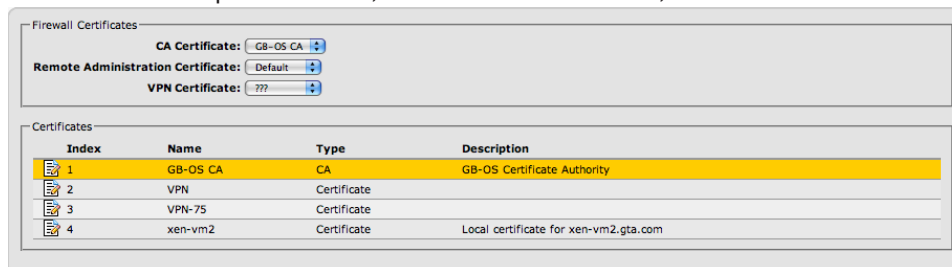 Firewall Certificates
CA Certificate: GB-OS CA
Remote Administration Certificate: Default
VPN Certificate: ???
Certificates
Index Name Type Description
1 GB-OS CA CA GB-OS Certificate Authority
2 VPN Certificate
3 VPN-75 Certificate
4 xen-vm2 Certificate Local certificate for xen-vm2.gta.com